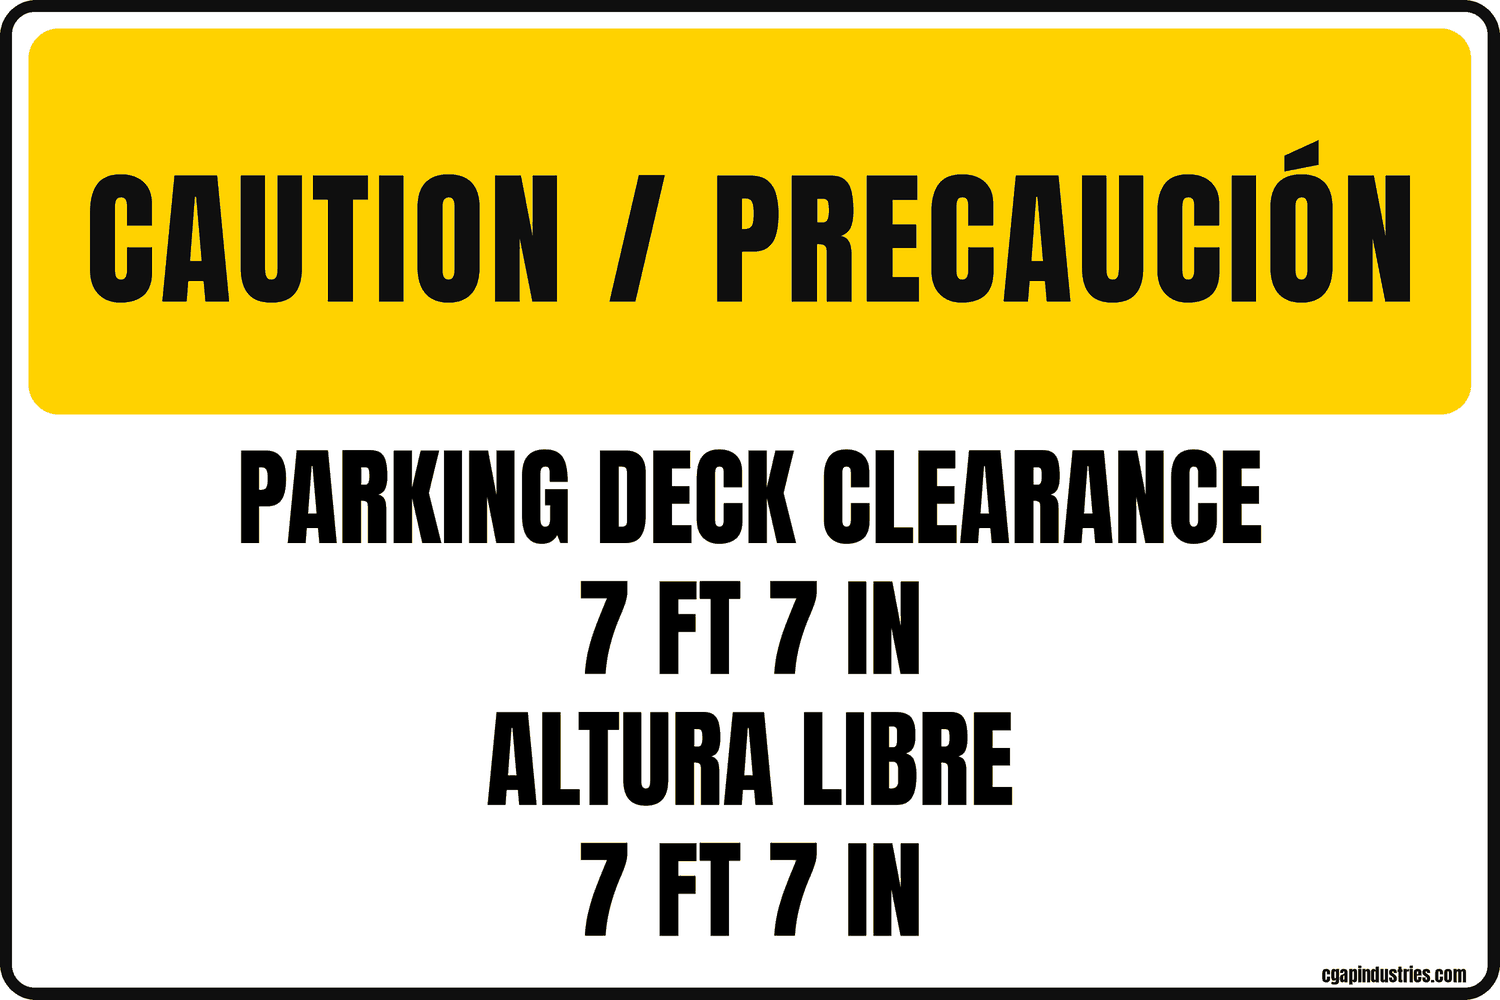 CAUTION / PRECAUCIÓN
PARKING DECK CLEARANCE
7 FT 7 IN
ALTURA LIBRE
7 FT 7 IN
cgapindustries.com